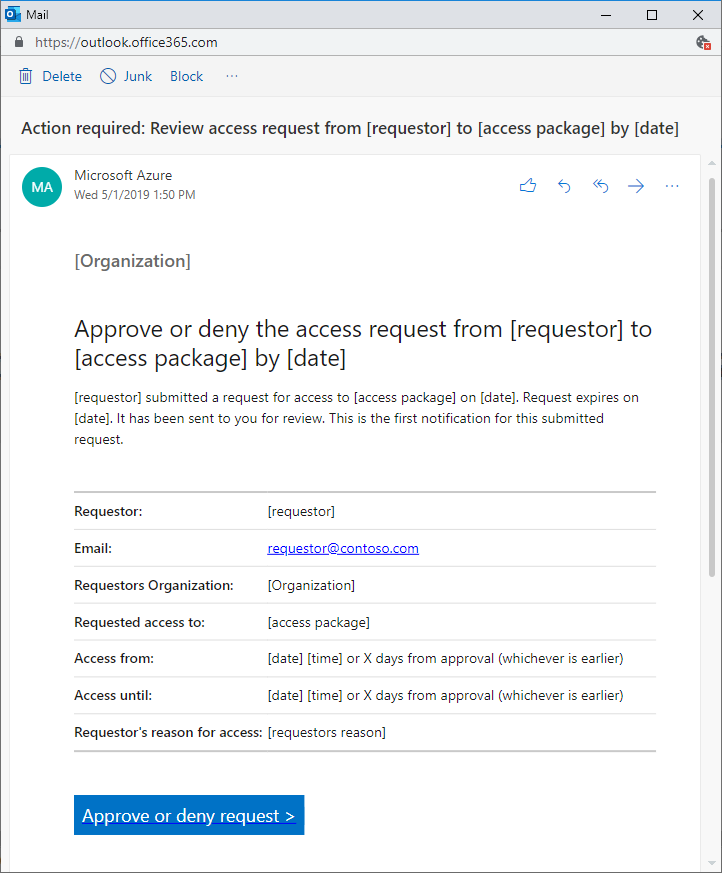 Mail
https://outlook.office365.com
Delete Junk Block ...
Action required: Review access request from [requestor] to [access package] by [date]
MA
Microsoft Azure
Wed 5/1/2019 1:50 PM
[Organization]
Approve or deny the access request from [requestor] to
[access package] by [date]
[requestor] submitted a request for access to [access package] on [date]. Request expires on
[date]. It has been sent to you for review. This is the first notification for this submitted
request.
Requestor: [requestor]
Email: requestor@contoso.com
Requestors Organization: [Organization]
Requested access to: [access package]
Access from: [date] [time] or X days from approval (whichever is earlier)
Access until: [date] [time] or X days from approval (whichever is earlier)
Requestor's reason for access: [requestors reason]
Approve or deny request >